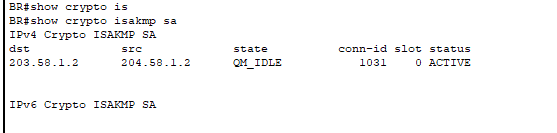 BR#show crypto is
BR#show crypto isakmp sa
IPv4 Crypto ISAKMP SA
dst src state conn-id slot status
203.58.1.2 204.58.1.2 QM_IDLE 1031 0 ACTIVE
IPv6 Crypto ISAKMP SA